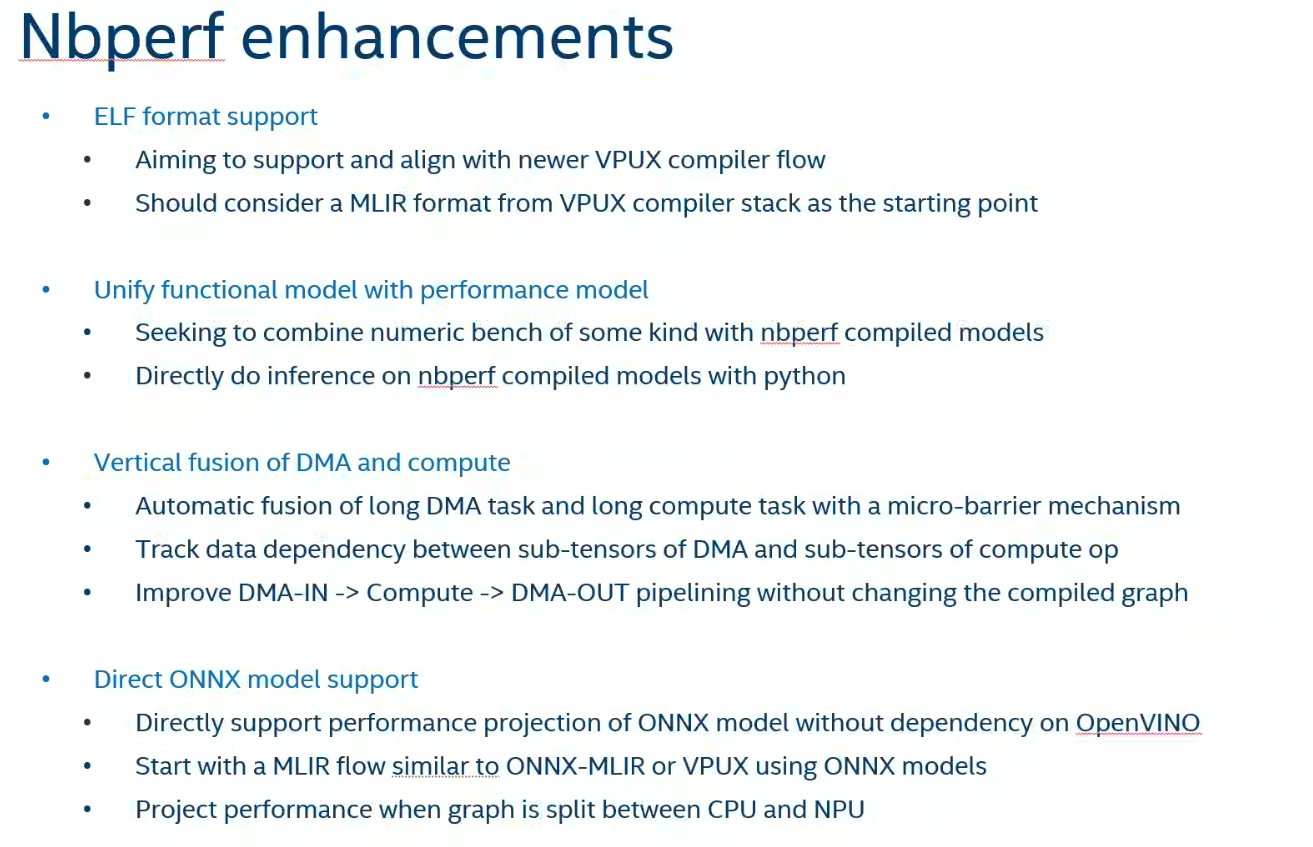 Nbperf enhancements
• ELF format support
• Aiming to support and align with newer VPUX compiler flow
• Should consider a MLIR format from VPUX compiler stack as the starting point
• Unify functional model with performance model
• Seeking to combine numeric bench of some kind with nbperf compiled models
• Directly do inference on nbperf compiled models with python
• Vertical fusion of DMA and compute
• Automatic fusion of long DMA task and long compute task with a micro-barrier mechanism
• Track data dependency between sub-tensors of DMA and sub-tensors of compute op
• Improve DMA-IN -> Compute -> DMA-OUT pipelining without changing the compiled graph
• Direct ONNX model support
• Directly support performance projection of ONNX model without dependency on OpenVINO
• Start with a MLIR flow similar to ONNX-MLIR or VPUX using ONNX models
• Project performance when graph is split between CPU and NPU